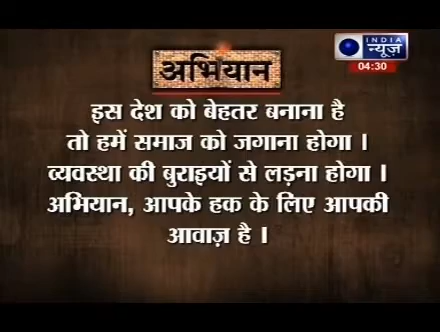 अभियान
INDIA
न्यूज़
04:30
इस देश को बेहतर बनाना है
तो हमें समाज को जगाना होगा ।
व्यवस्था की बुराइयों से लड़ना होगा ।
अभियान, आपके हक के लिए आपकी
आवाज़ है ।